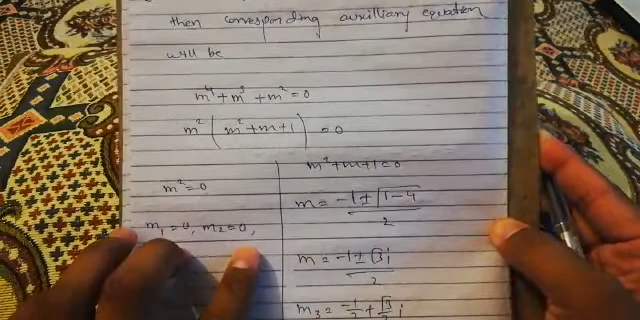 then corresponding auxilliary equation
will be
m⁴+m³+m²=0
m²(m²+m+1)=0
m²=0
m₁=0, m₂=0,
m²+m+1=0
m=-1±√1-4/2
m=-1±√3i/2
m₃=-1/2+√3/2 i